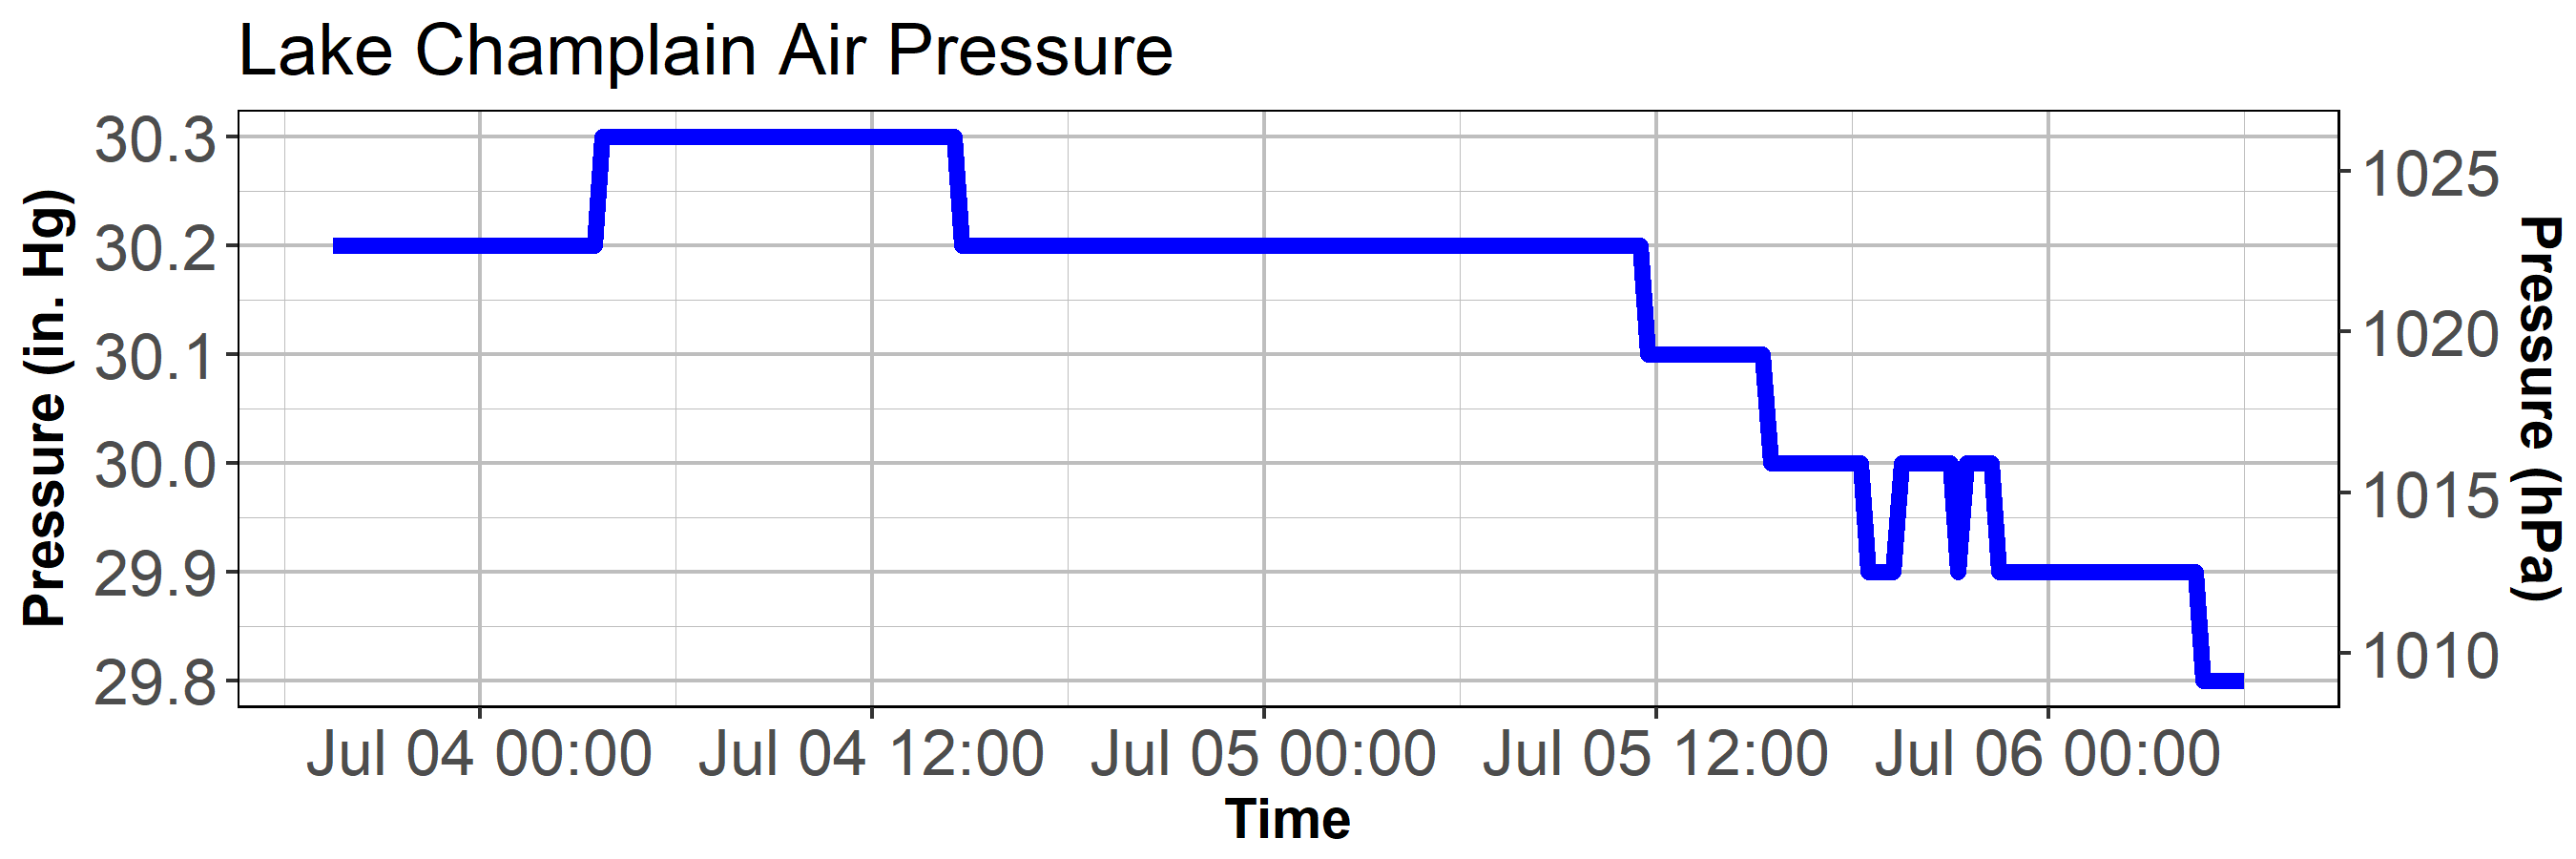 Lake Champlain Air Pressure
Pressure (in. Hg)
30.3
30.2
30.1
30.0
29.9
29.8
1025
1020
1015
1010
Pressure (hPa)
Jul 04 00:00 Jul 04 12:00 Jul 05 00:00 Jul 05 12:00 Jul 06 00:00
Time